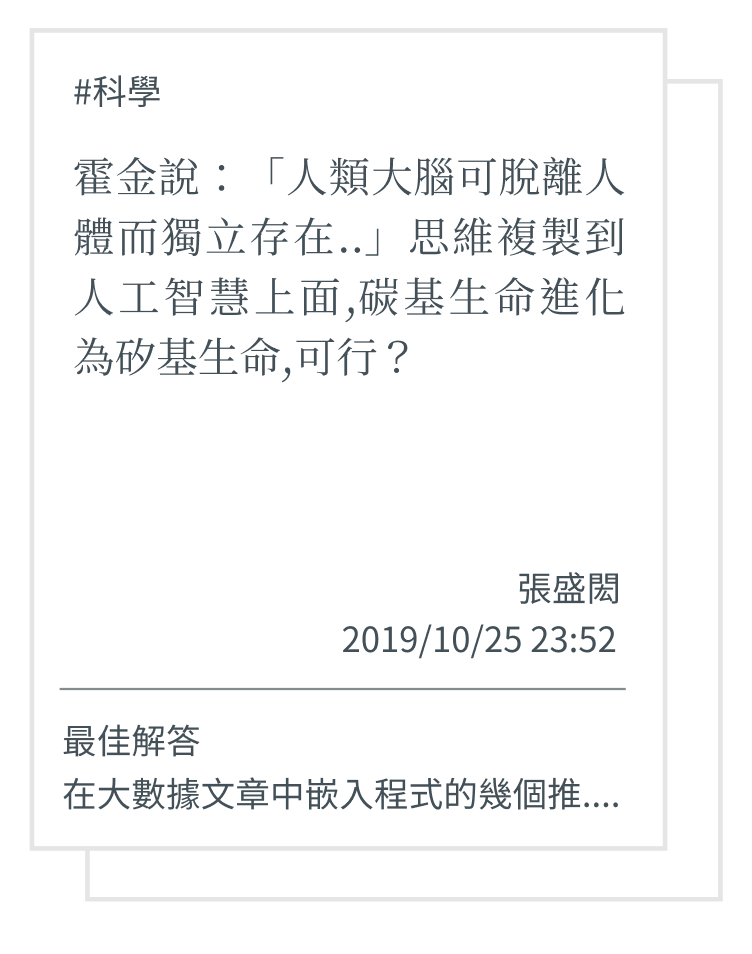 #科學
霍金說：「人類大腦可脫離人
體而獨立存在..」思維複製到
人工智慧上面,碳基生命進化
為矽基生命,可行？
張盛閎
2019/10/25 23:52
最佳解答
在大數據文章中嵌入程式的幾個推....